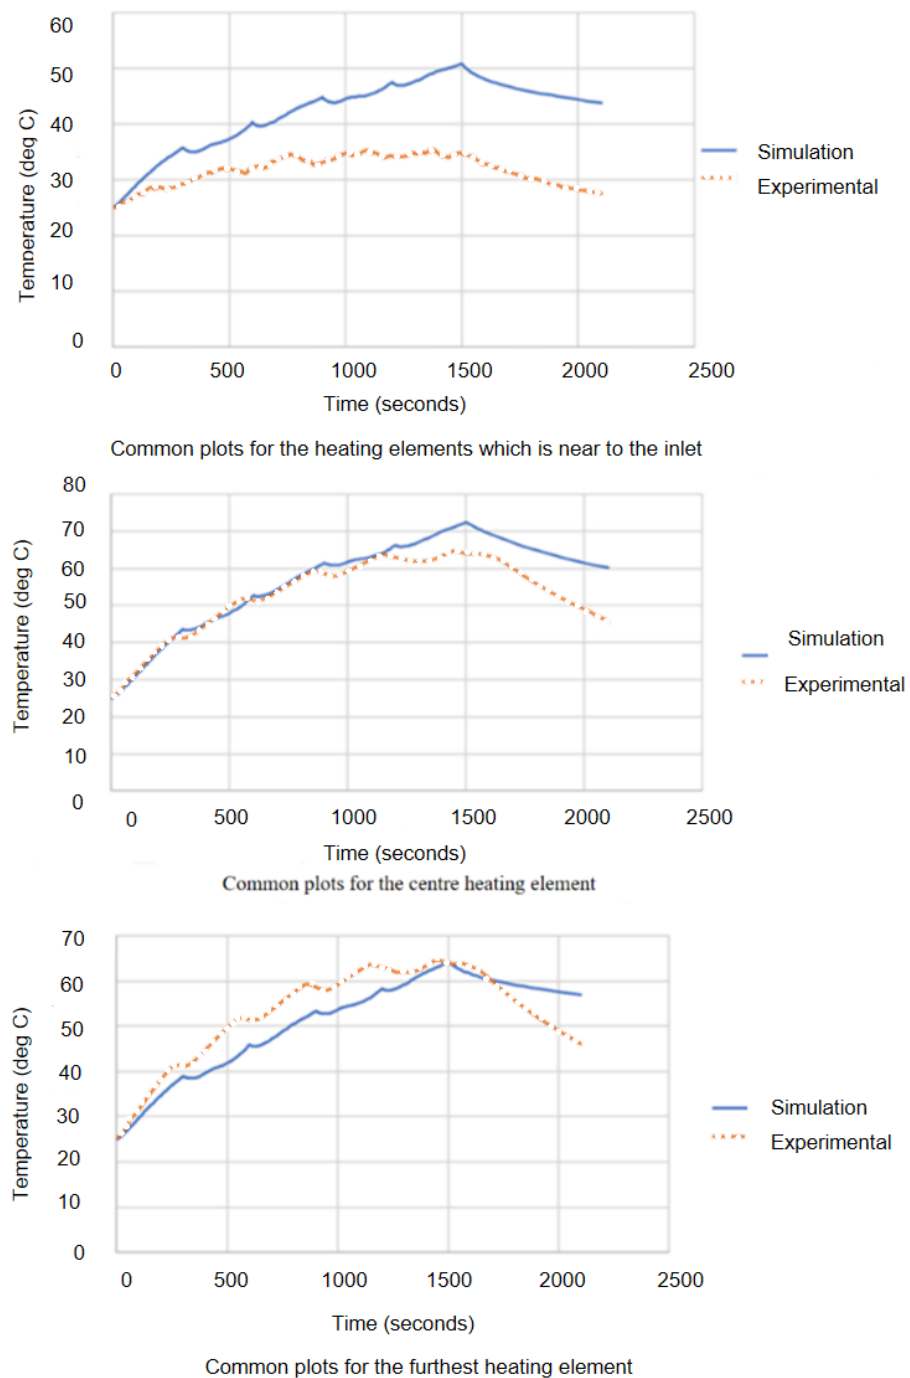 60
50
40
30
20
10
0
Temperature (deg C)
0 500 1000 1500 2000 2500
Time (seconds)
Simulation
Experimental
Common plots for the heating elements which is near to the inlet
80
70
60
50
40
30
20
10
0
Temperature (deg C)
0 500 1000 1500 2000 2500
Time (seconds)
Simulation
Experimental
Common plots for the centre heating element
70
60
50
40
30
20
10
0
Temperature (deg C)
0 500 1000 1500 2000 2500
Time (seconds)
Simulation
Experimental
Common plots for the furthest heating element